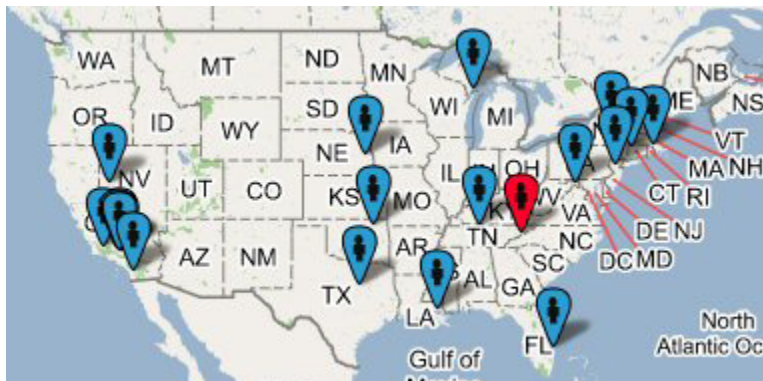 WA
ND
MT
MN
NB
ME
NS
OR
ID
SD
WI
MI
WY
VT
NE
IA
MA
NH
NV
IL
OH
UT
CO
KS
MO
WV
CT
RI
VA
DE
NJ
AZ
NM
AR
TN
NC
DC
MD
SC
TX
AL
GA
LA
FL
North
Atlantic Oc
Gulf of